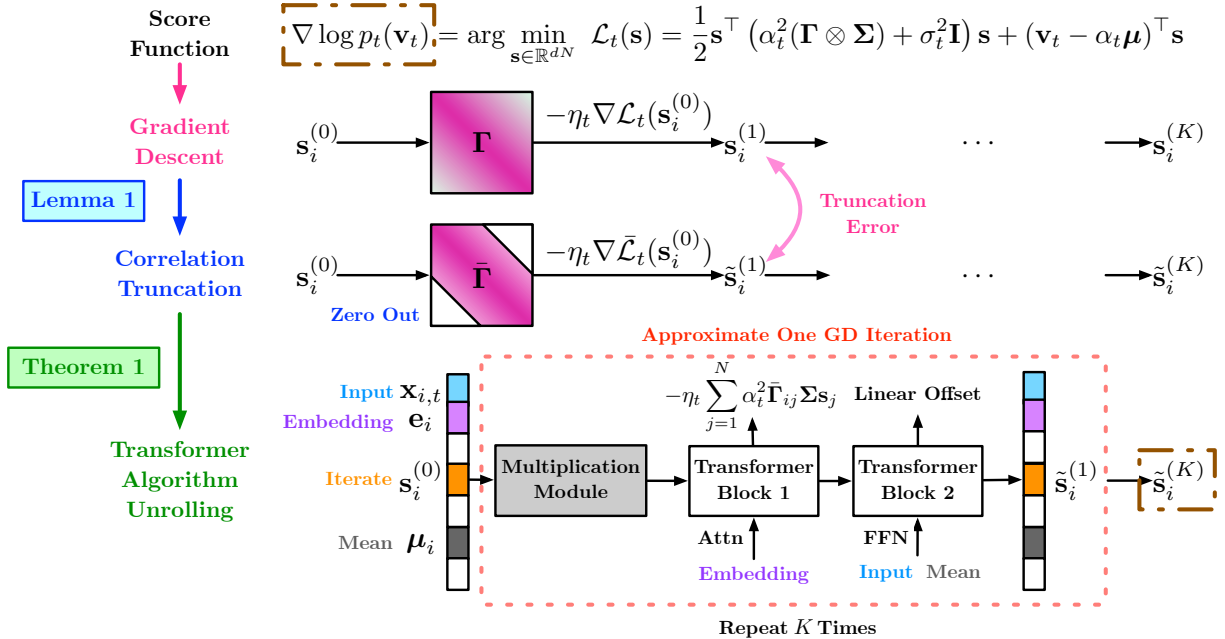 Score
Function
∇ log p_t(v_t) = arg min_{s∈ℝ^{dN}} ℒ_t(s) = 1/2 s^⊤ (α_t^2(Γ ⊗ Σ) + σ_t^2 I) s + (v_t − α_t μ)^⊤ s
Gradient
Descent
s_i^{(0)}
Γ
−η_t∇ℒ_t(s_i^{(0)})
s_i^{(1)}
· · ·
s_i^{(K)}
Lemma 1
Truncation
Error
Correlation
Truncation
s_i^{(0)}
Γ̄
−η_t∇ℒ̄_t(s_i^{(0)})
s̃_i^{(1)}
· · ·
s̃_i^{(K)}
Zero Out
Theorem 1
Approximate One GD Iteration
Input x_{i,t}
Embedding e_i
Iterate s_i^{(0)}
Mean μ_i
−η_t ∑_{j=1}^{N} α_t^2 Γ̄_{ij} Σ s_j
Linear Offset
Transformer
Algorithm
Unrolling
Multiplication
Module
Transformer
Block 1
Transformer
Block 2
s̃_i^{(1)}
s̃_i^{(K)}
Attn
FFN
Embedding
Input Mean
Repeat K Times